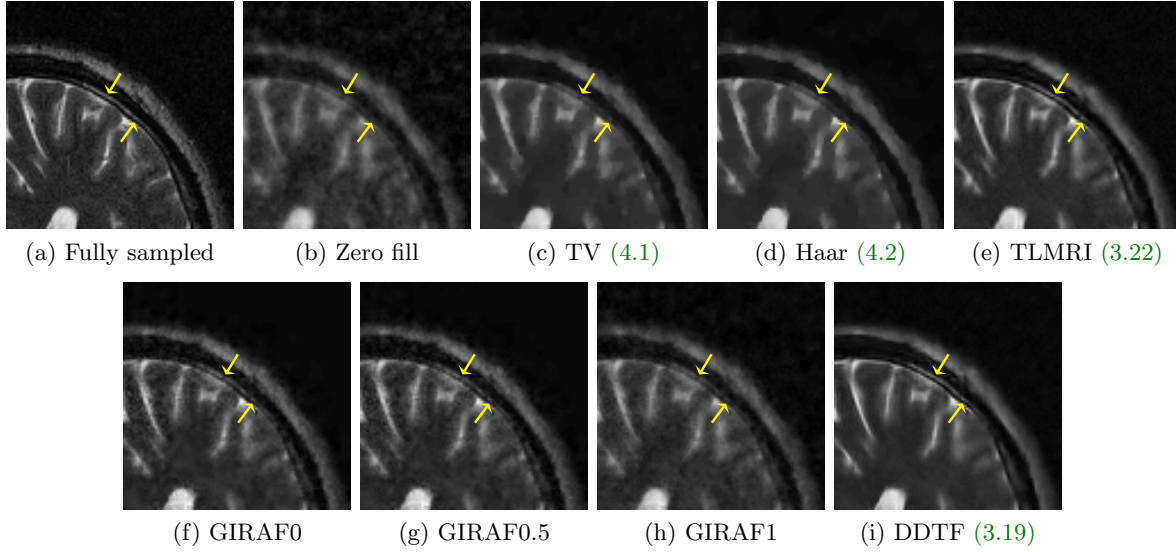 (a) Fully sampled
(b) Zero fill
(c) TV (4.1)
(d) Haar (4.2)
(e) TLMRI (3.22)
(f) GIRAF0
(g) GIRAF0.5
(h) GIRAF1
(i) DDTF (3.19)